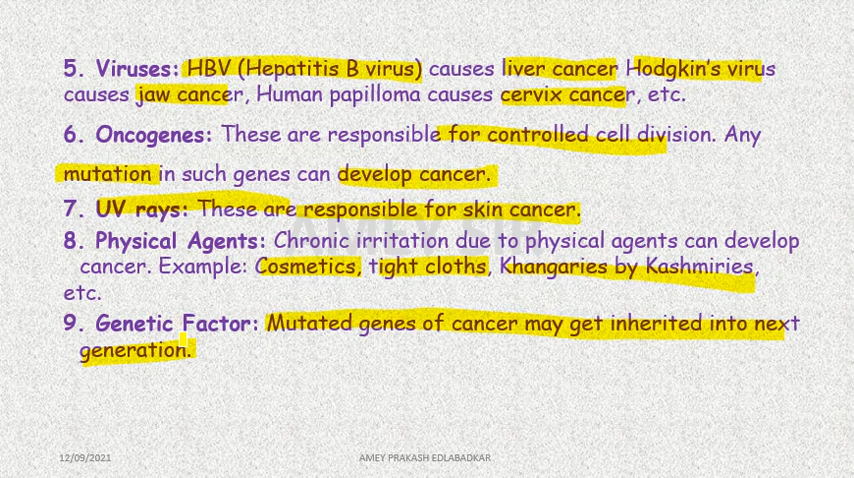 5. Viruses: HBV (Hepatitis B virus) causes liver cancer Hodgkin's virus
causes jaw cancer, Human papilloma causes cervix cancer, etc.
6. Oncogenes: These are responsible for controlled cell division. Any
mutation in such genes can develop cancer.
7. UV rays: These are responsible for skin cancer.
8. Physical Agents: Chronic irritation due to physical agents can develop
cancer. Example: Cosmetics, tight cloths, Khangaries by Kashmiries,
etc.
9. Genetic Factor: Mutated genes of cancer may get inherited into next
generation.
12/09/2021 AMEY PRAKASH EDLABADKAR